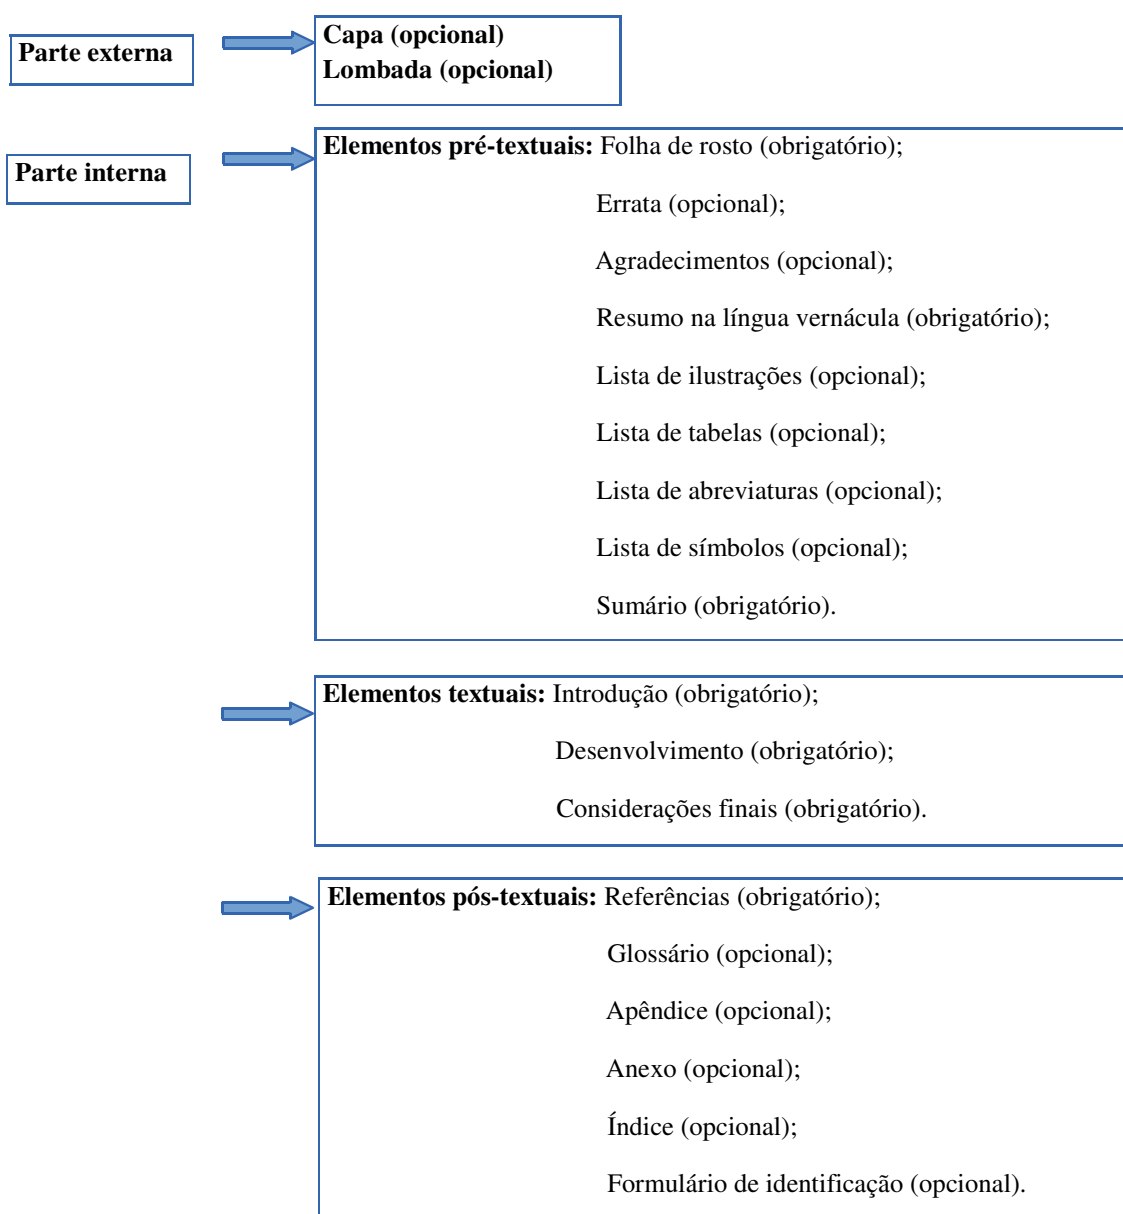 Parte externa
Capa (opcional)
Lombada (opcional)
Parte interna
Elementos pré-textuais: Folha de rosto (obrigatório);
Errata (opcional);
Agradecimentos (opcional);
Resumo na língua vernácula (obrigatório);
Lista de ilustrações (opcional);
Lista de tabelas (opcional);
Lista de abreviaturas (opcional);
Lista de símbolos (opcional);
Sumário (obrigatório).
Elementos textuais: Introdução (obrigatório);
Desenvolvimento (obrigatório);
Considerações finais (obrigatório).
Elementos pós-textuais: Referências (obrigatório);
Glossário (opcional);
Apêndice (opcional);
Anexo (opcional);
Índice (opcional);
Formulário de identificação (opcional).